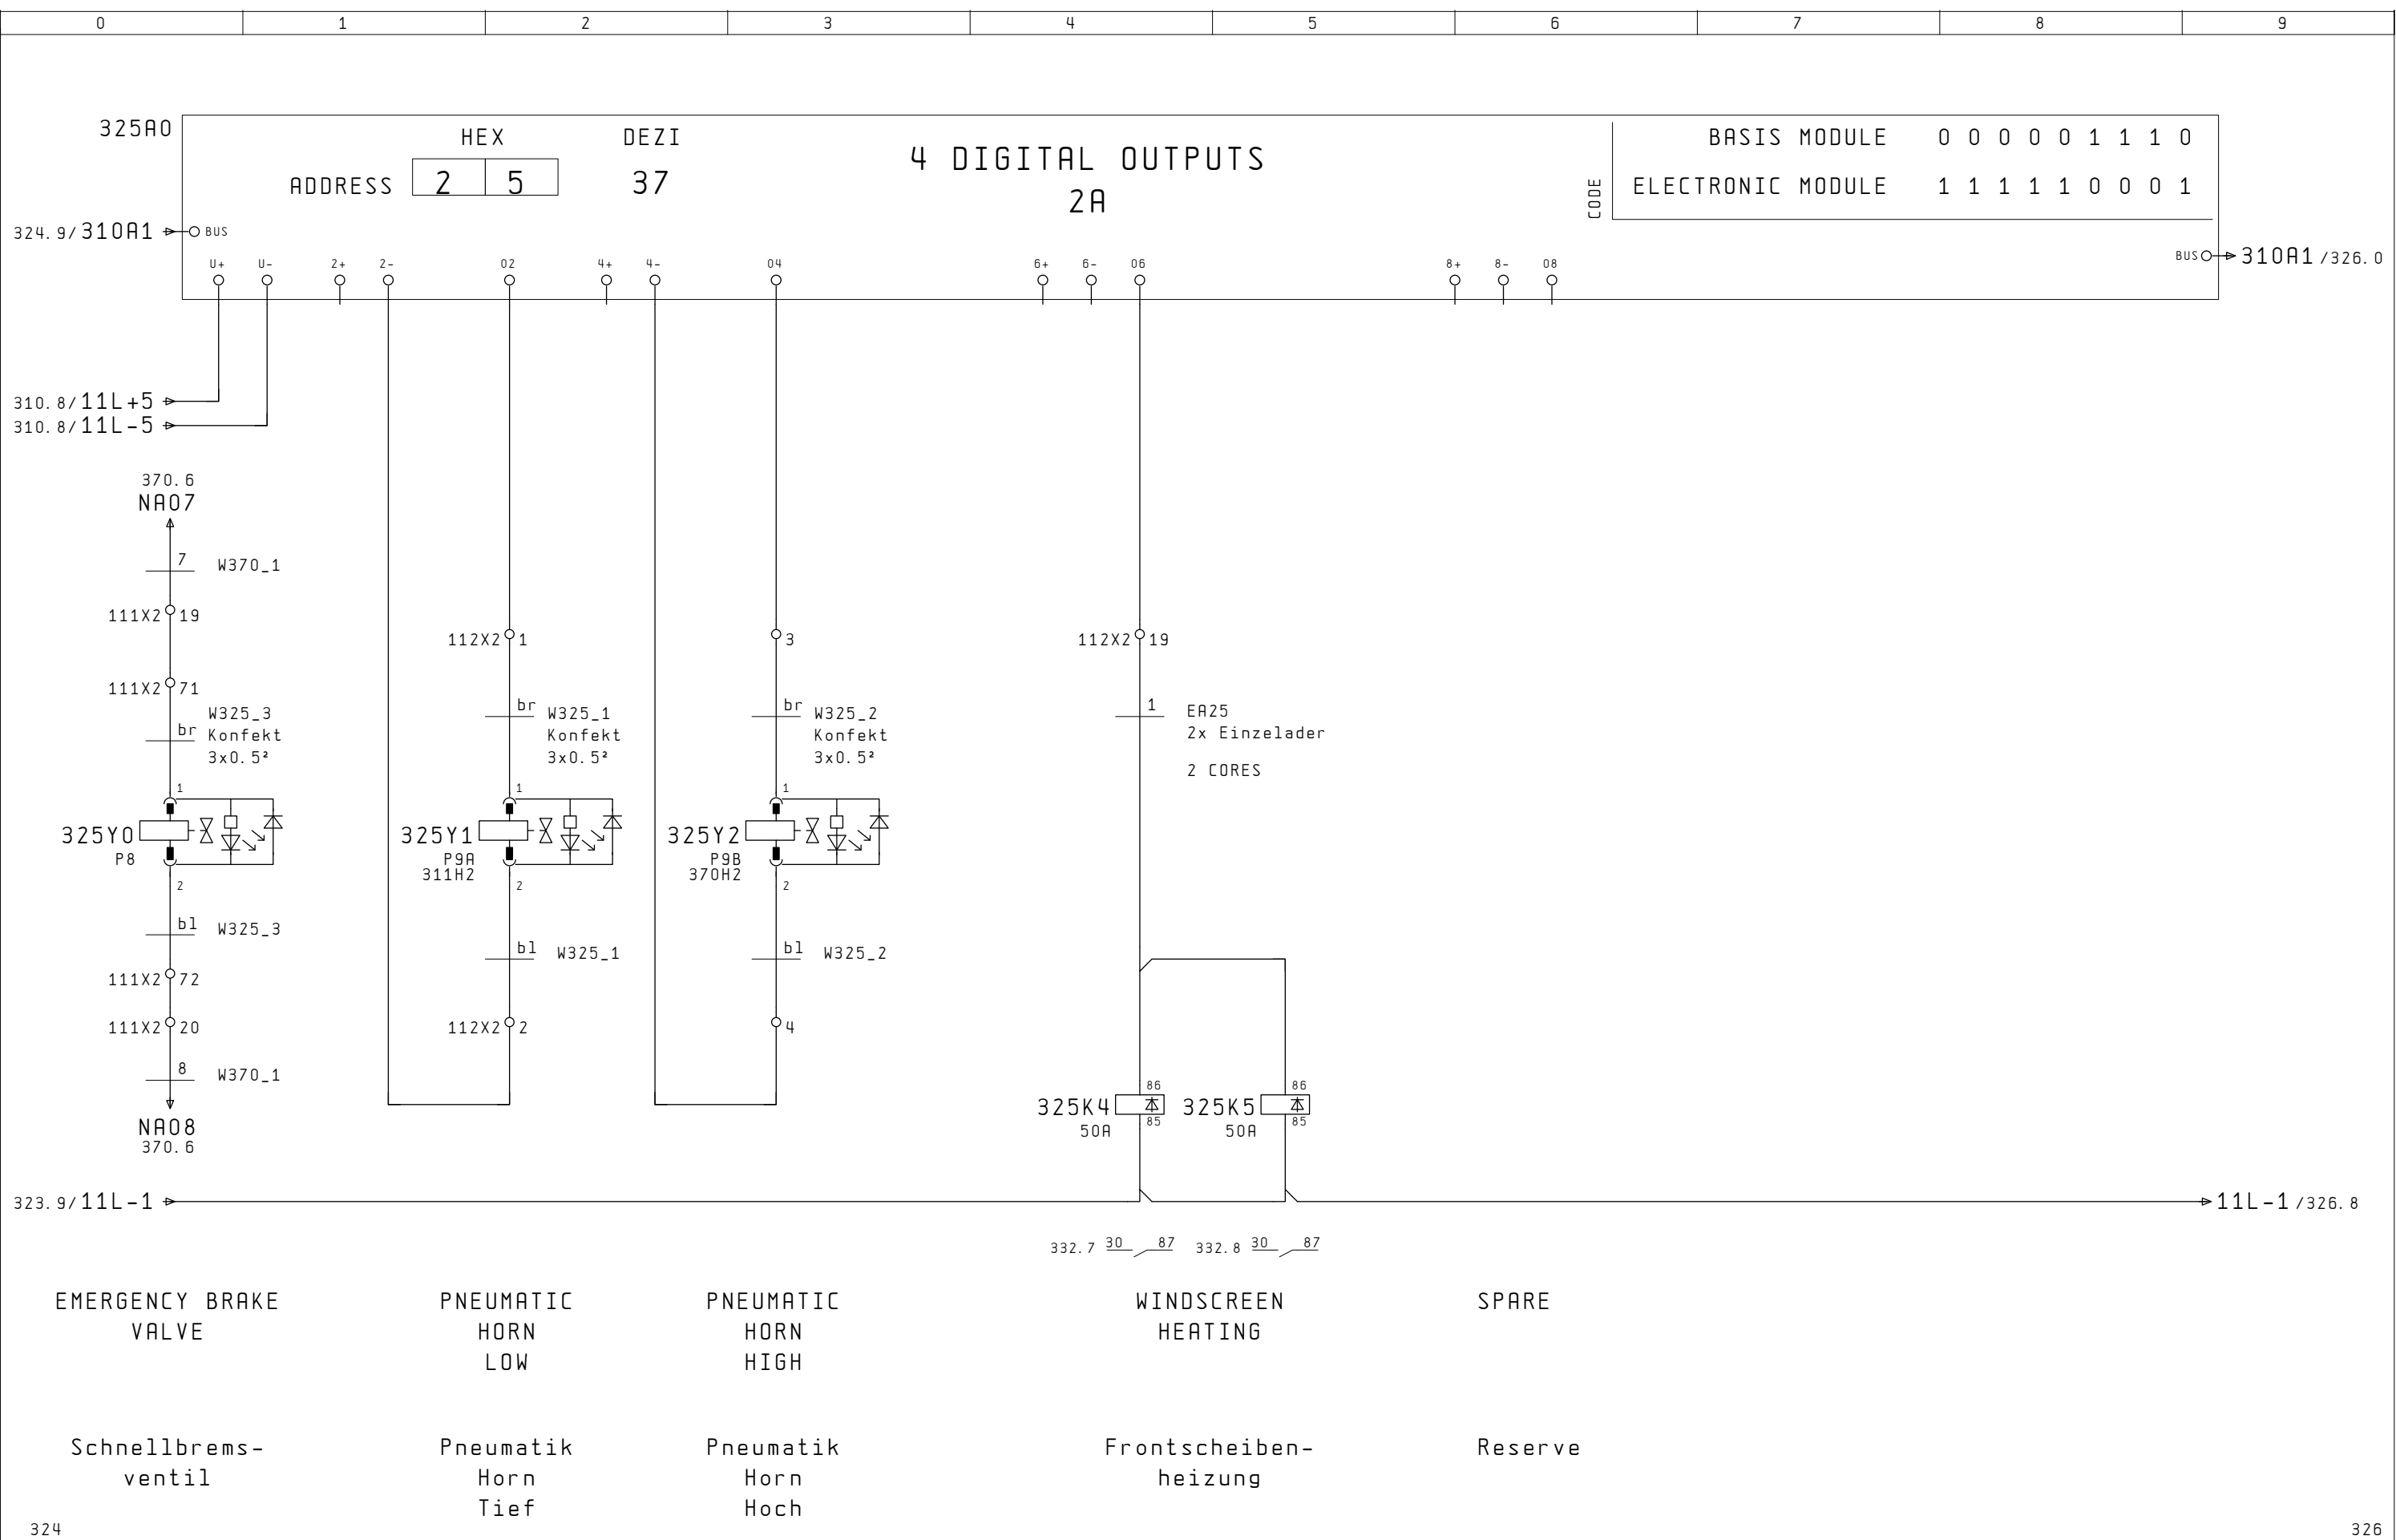 0 1 2 3 4 5 6 7 8 9
325A0
HEX DEZI
ADDRESS 2 5 37
4 DIGITAL OUTPUTS
2A
CODE
BASIS MODULE 0 0 0 0 0 1 1 1 0
ELECTRONIC MODULE 1 1 1 1 1 0 0 0 1
324.9/310A1 BUS
BUS 310A1/326.0
U+ U- 2+ 2- O2 4+ 4- O4 6+ 6- O6 8+ 8- O8
310.8/11L+5
310.8/11L-5
370.6
NA07
7 W370_1
111X2 19
112X2 1
3
112X2 19
111X2 71
W325_3
br Konfekt
3x0.5²
br W325_1
Konfekt
3x0.5²
br W325_2
Konfekt
3x0.5²
1 EA25
2x Einzelader
2 CORES
1
325Y0
P8
2
1
325Y1
P9A
311H2
2
1
325Y2
P9B
370H2
2
bl W325_3
bl W325_1
bl W325_2
111X2 72
111X2 20
112X2 2
4
8 W370_1
NA08
370.6
86
325K4
50A
85
86
325K5
50A
85
323.9/11L-1
11L-1/326.8
332.7 30 87
332.8 30 87
EMERGENCY BRAKE
VALVE
PNEUMATIC
HORN
LOW
PNEUMATIC
HORN
HIGH
WINDSCREEN
HEATING
SPARE
Schnellbrems-
ventil
Pneumatik
Horn
Tief
Pneumatik
Horn
Hoch
Frontscheiben-
heizung
Reserve
324
326